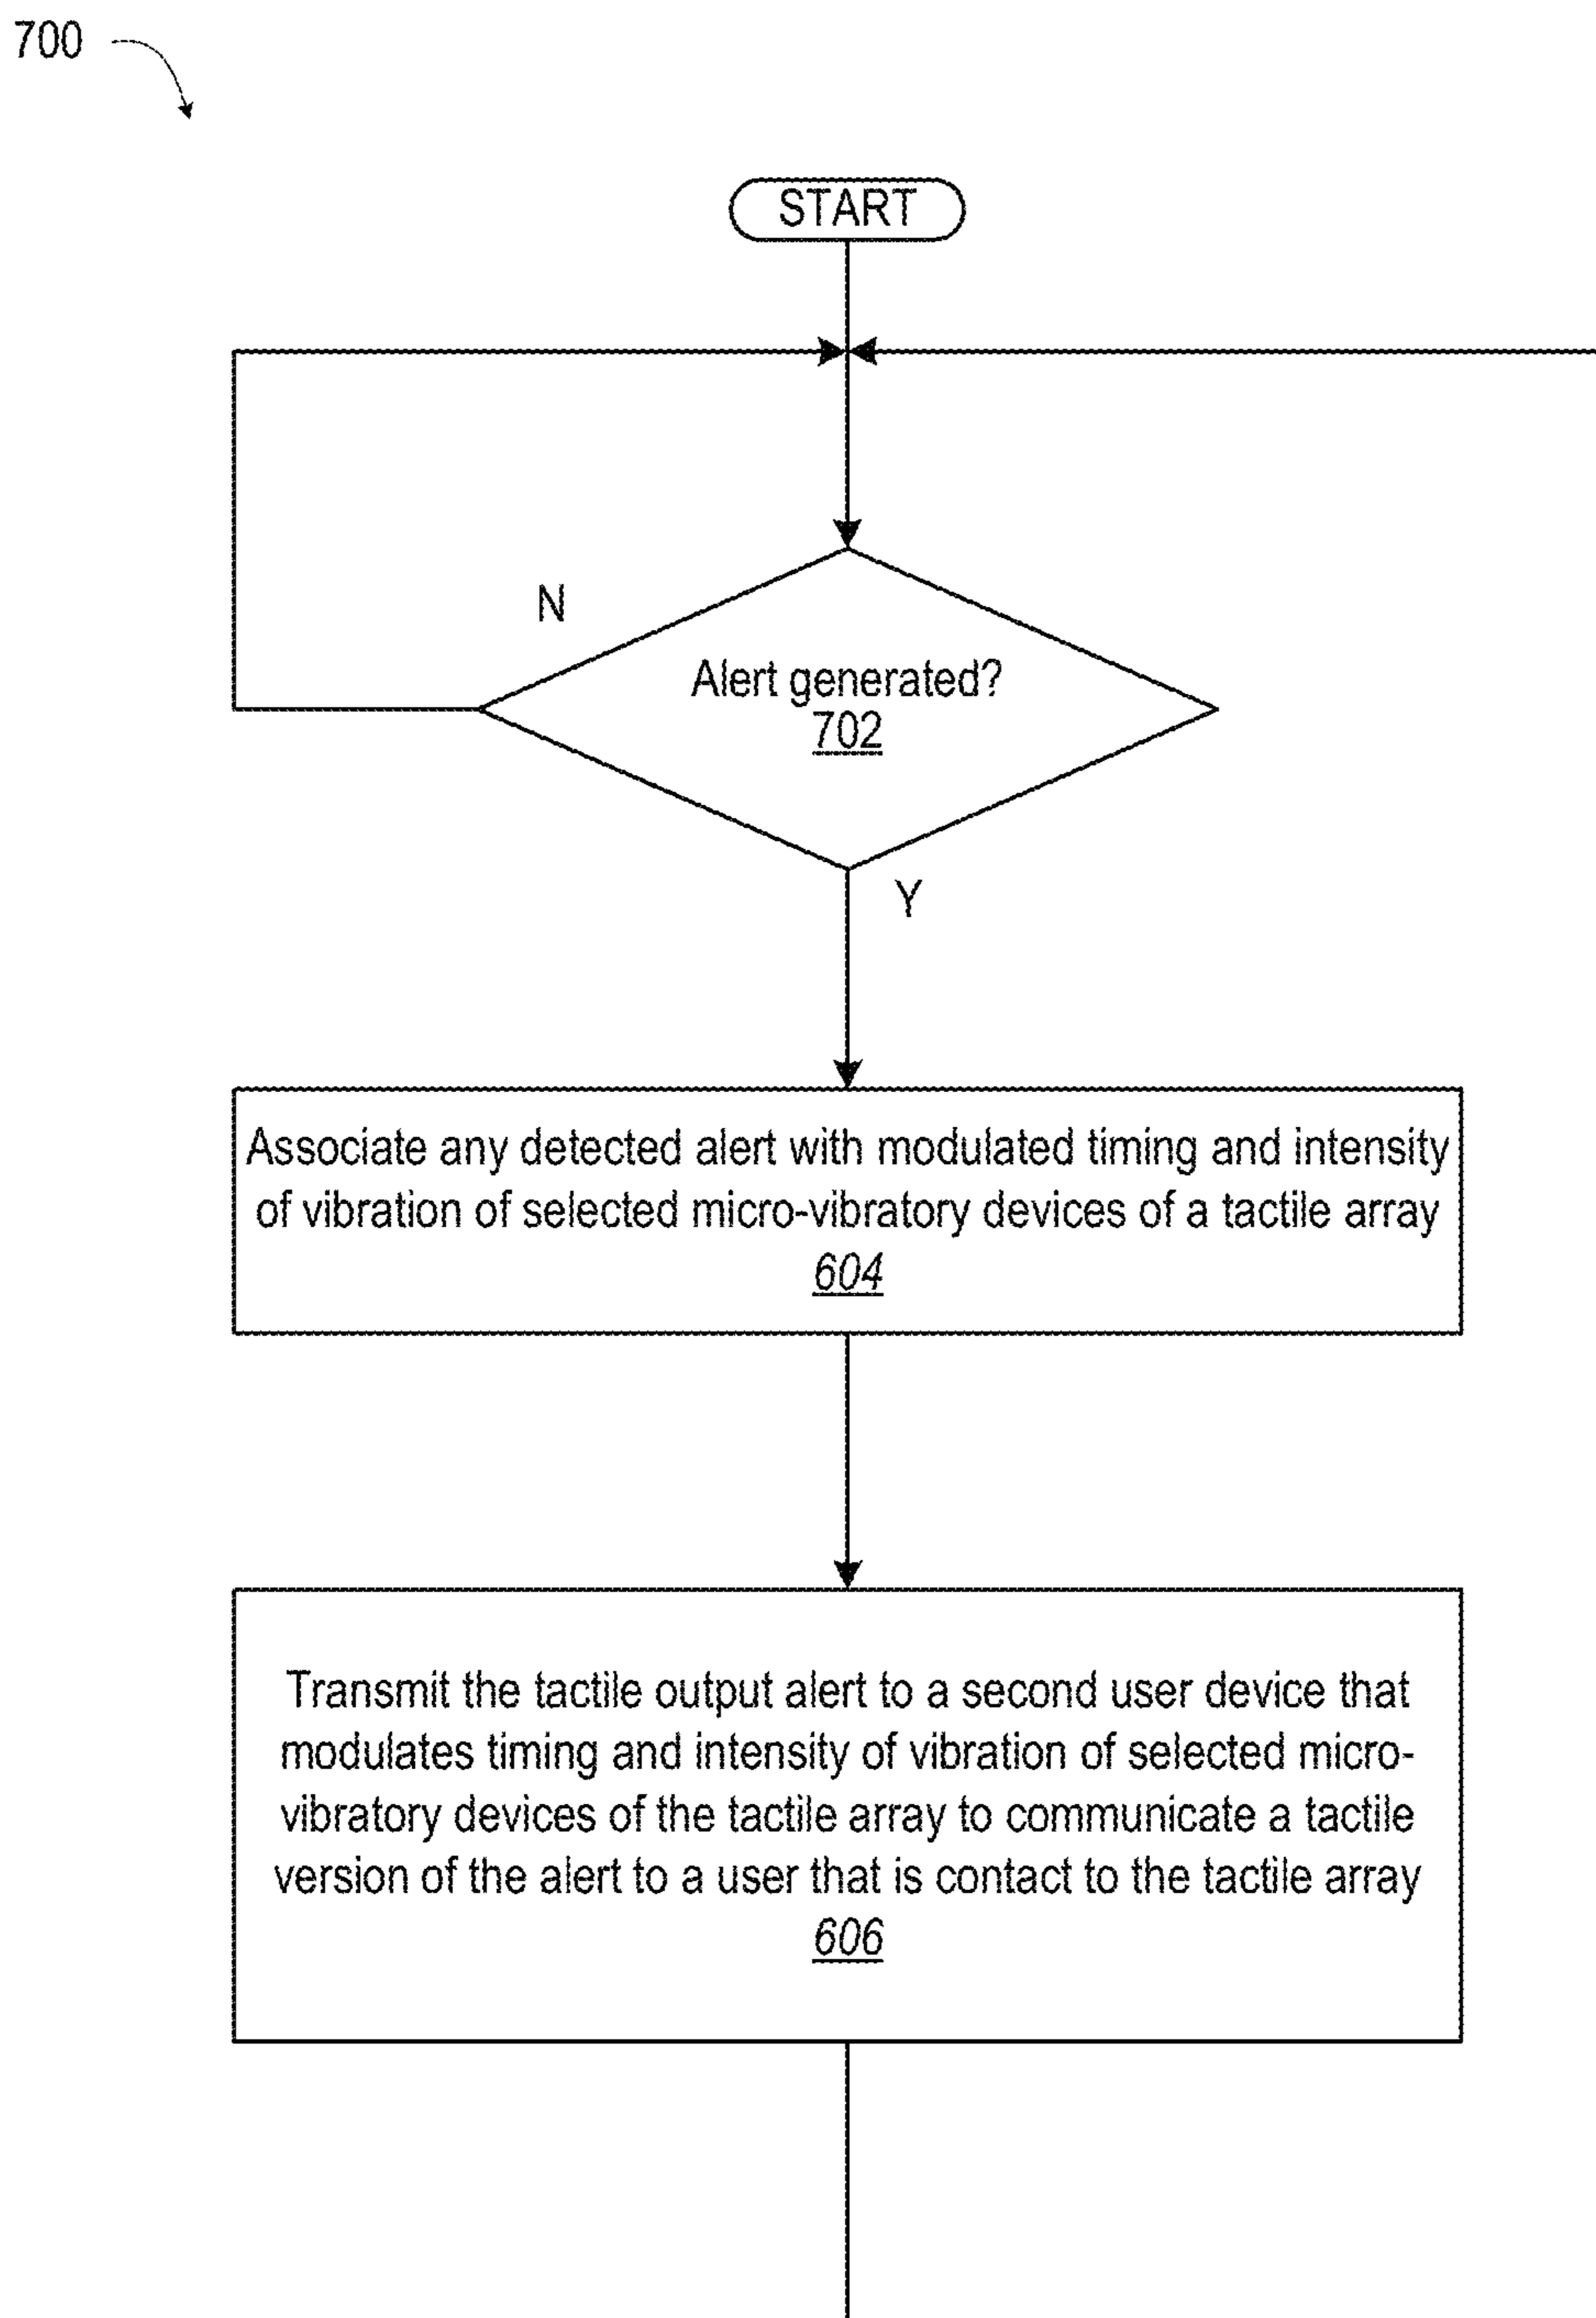 700
START
N
Alert generated?
702
Y
Associate any detected alert with modulated timing and intensity
of vibration of selected micro-vibratory devices of a tactile array
604
Transmit the tactile output alert to a second user device that
modulates timing and intensity of vibration of selected micro-
vibratory devices of the tactile array to communicate a tactile
version of the alert to a user that is contact to the tactile array
606